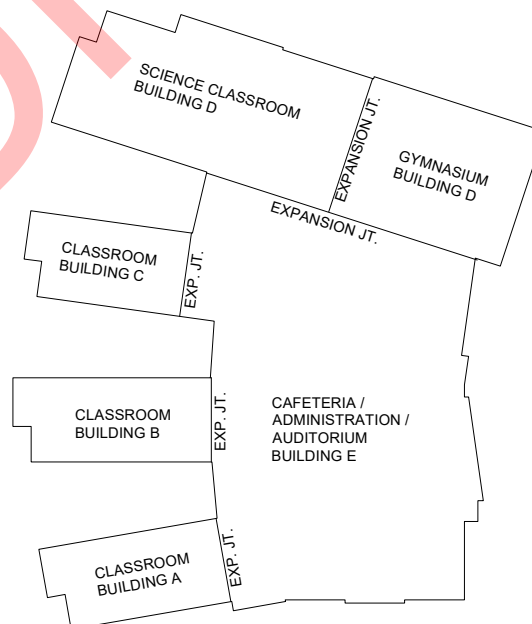 SCIENCE CLASSROOM
BUILDING D
EXPANSION JT.
GYMNASIUM
BUILDING D
EXPANSION JT.
CLASSROOM
BUILDING C
EXP. JT.
CLASSROOM
BUILDING B
EXP. JT.
CAFETERIA /
ADMINISTRATION /
AUDITORIUM
BUILDING E
CLASSROOM
BUILDING A
EXP. JT.